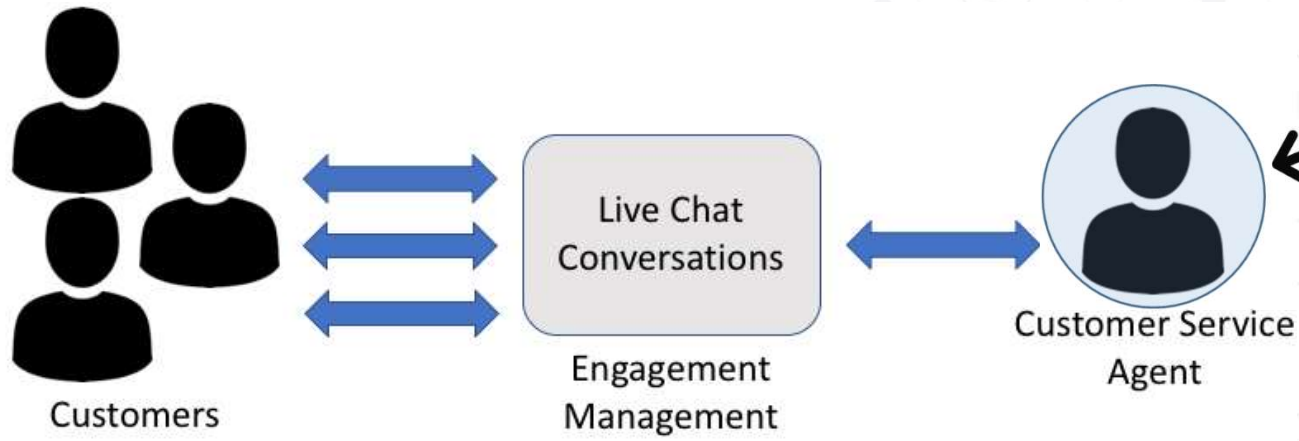 Live Chat
Conversations
Customer Service
Agent
Engagement
Management
Customers